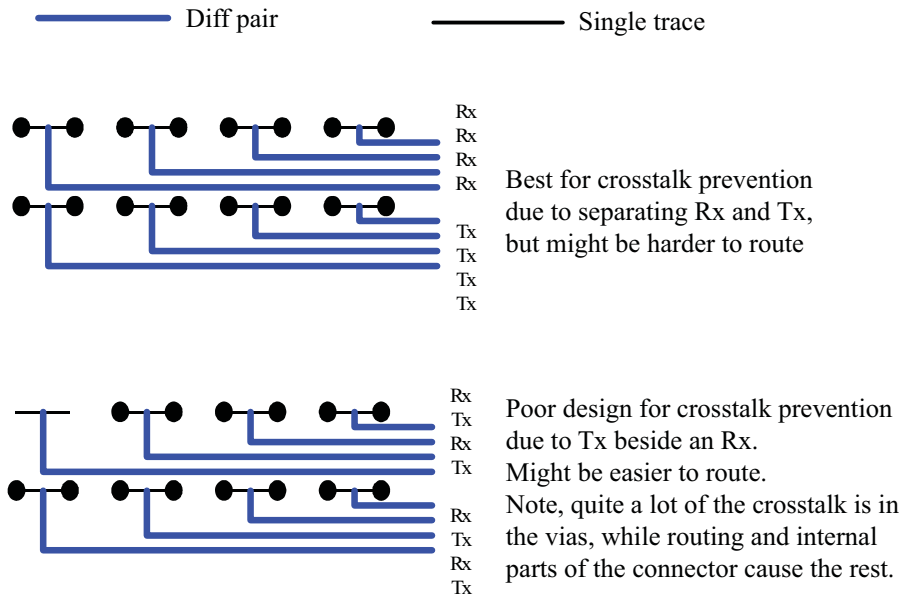 Diff pair
Single trace
Rx
Rx
Rx
Rx
Best for crosstalk prevention
due to separating Rx and Tx,
but might be harder to route
Tx
Tx
Tx
Tx
Rx
Tx
Rx
Tx
Poor design for crosstalk prevention
due to Tx beside an Rx.
Might be easier to route.
Note, quite a lot of the crosstalk is in
the vias, while routing and internal
parts of the connector cause the rest.
Rx
Tx
Rx
Tx